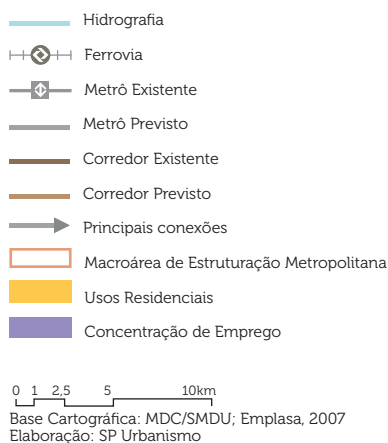 Hidrografia
Ferrovia
Metrô Existente
Metrô Previsto
Corredor Existente
Corredor Previsto
Principais conexões
Macroárea de Estruturação Metropolitana
Usos Residenciais
Concentração de Emprego
0 1 2,5 5 10km
Base Cartográfica: MDC/SMDU; Emplasa, 2007
Elaboração: SP Urbanismo